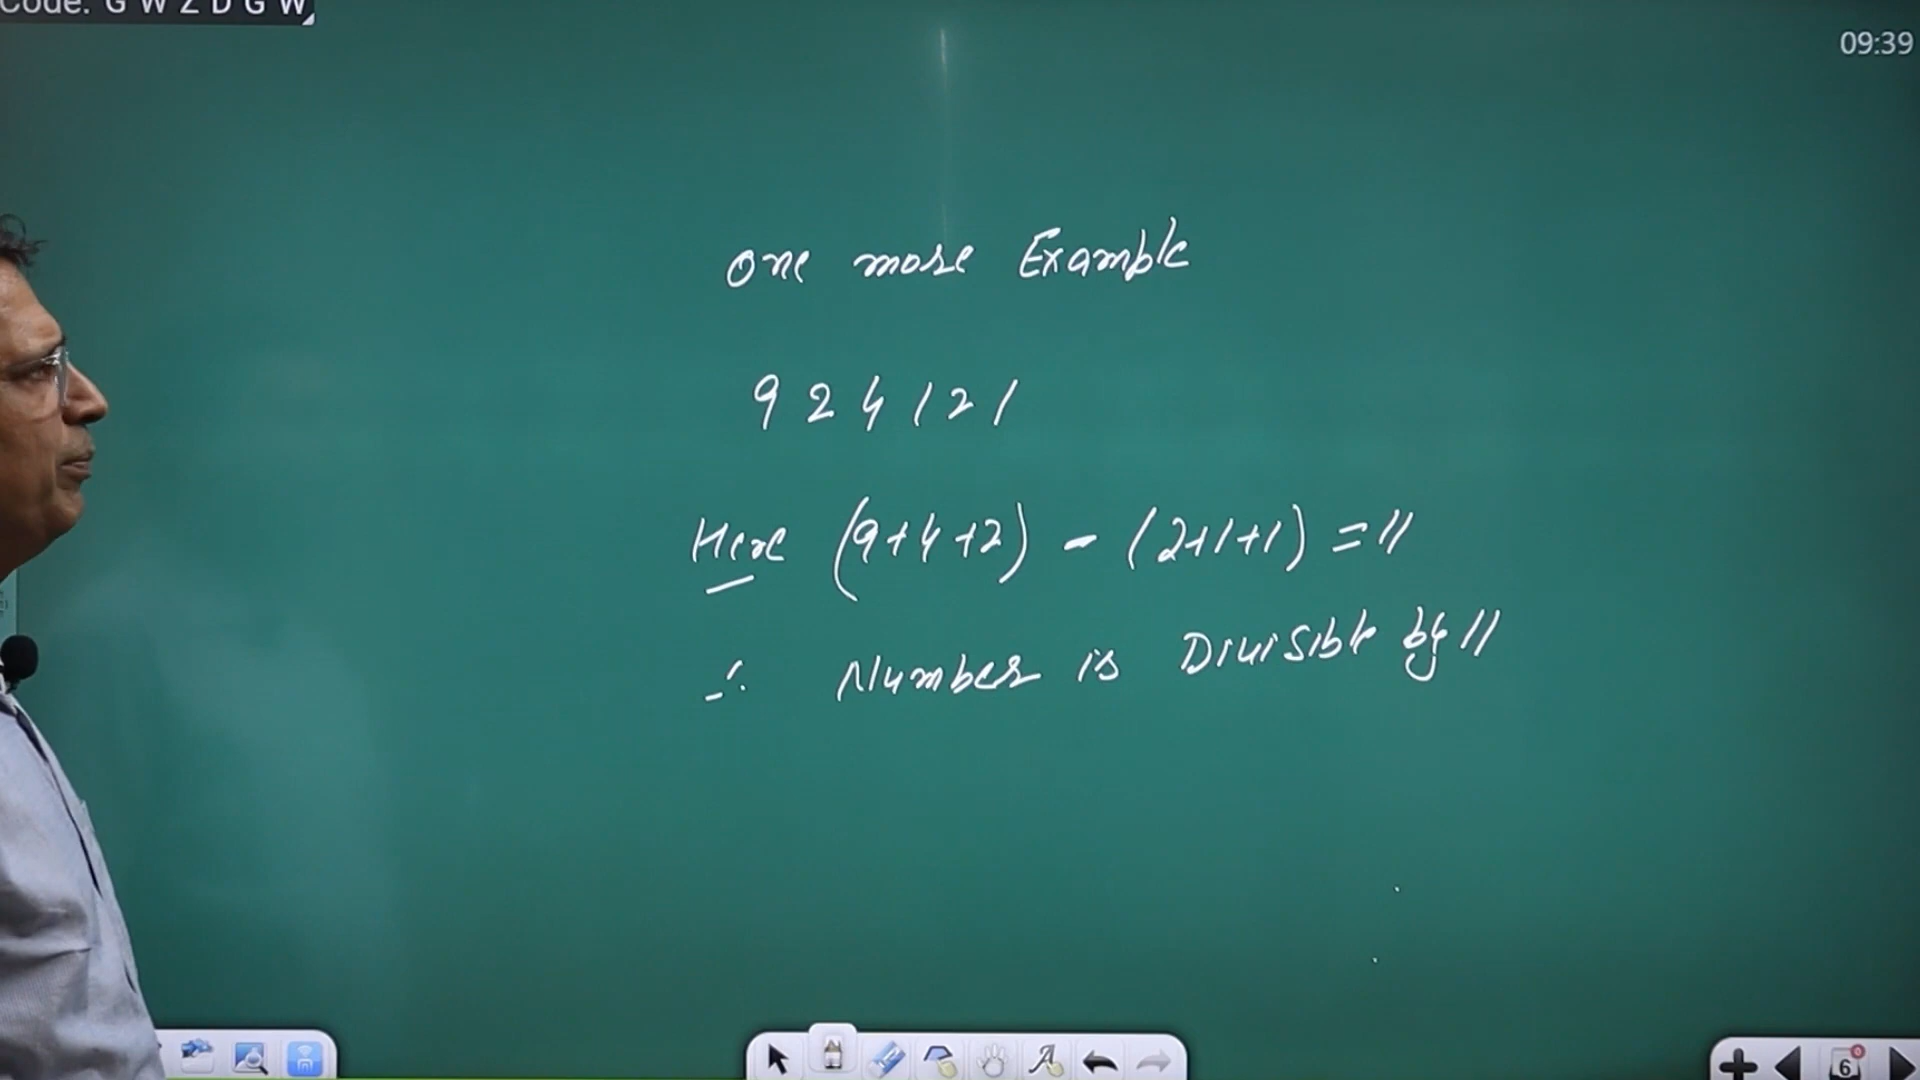 Code: G W Z D G W
09:39
One more Example
924121
Here (9+4+2) - (2+1+1) = 11
∴ Number is Divisible by 11
6